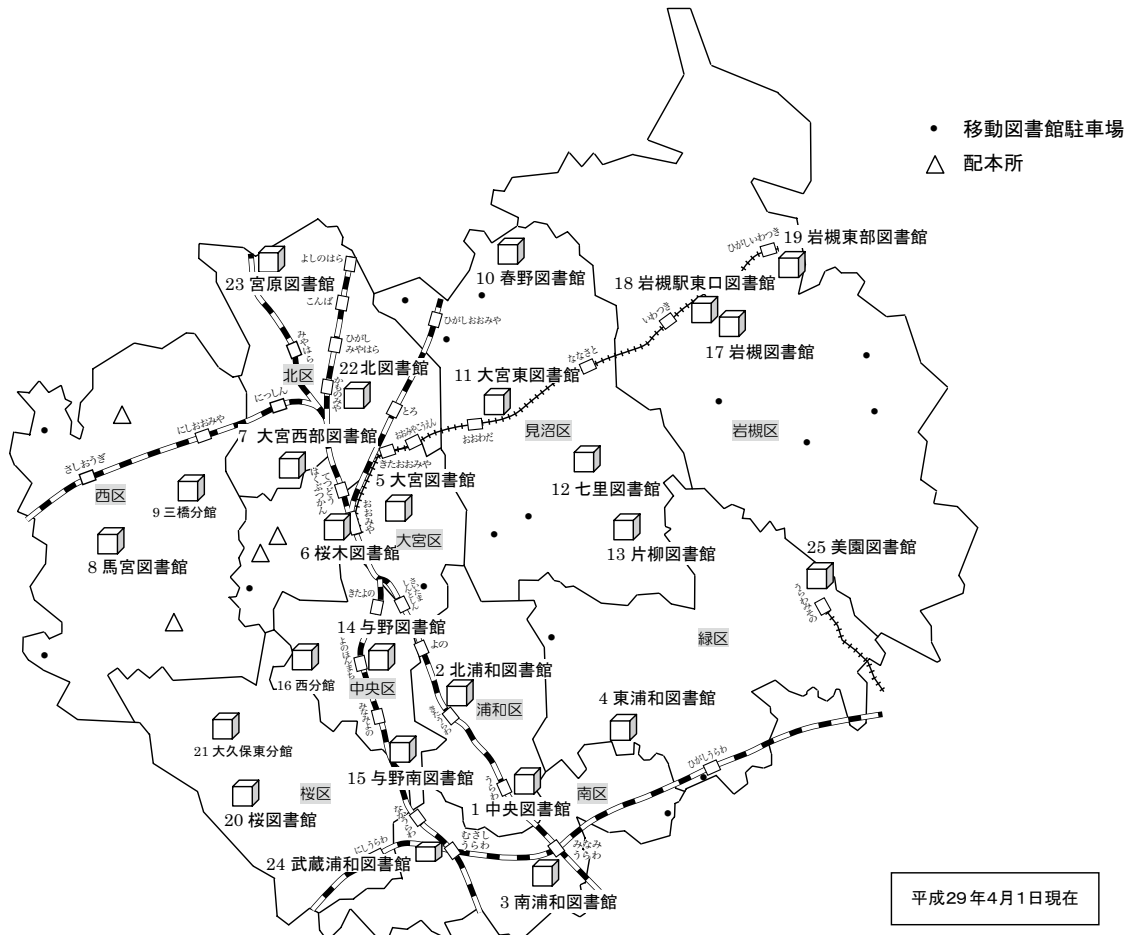 移動図書館駐車場
配本所
19 岩槻東部図書館
ひがしいわつき
よしのはら
10 春野図書館
23 宮原図書館
18 岩槻駅東口図書館
こんば
ひがしおおみや
いわつき
みやはら
ひがし
みやはら
17 岩槻図書館
22北図書館
ななさと
北区
11 大宮東図書館
かものみや
にっしん
とろ
にしおおみや
おおみやこうえん
おおわだ
見沼区
岩槻区
7 大宮西部図書館
きたおおみや
さしおうぎ
てつどう
はくぶつかん
5 大宮図書館
12 七里図書館
西区
9 三橋分館
おおみや
大宮区
6 桜木図書館
13 片柳図書館
8 馬宮図書館
25 美園図書館
さいたま
しんとしん
きたよの
うらわみその
14 与野図書館
緑区
よの
よのほんまち
2 北浦和図書館
16 西分館
中央区
浦和区
4 東浦和図書館
みなみよの
きたうらわ
21 大久保東分館
15 与野南図書館
ひがしうらわ
うらわ
桜区
南区
20 桜図書館
1 中央図書館
なかうらわ
にしうらわ
むさし
うらわ
みなみ
うらわ
24 武蔵浦和図書館
3 南浦和図書館
平成29年4月1日現在